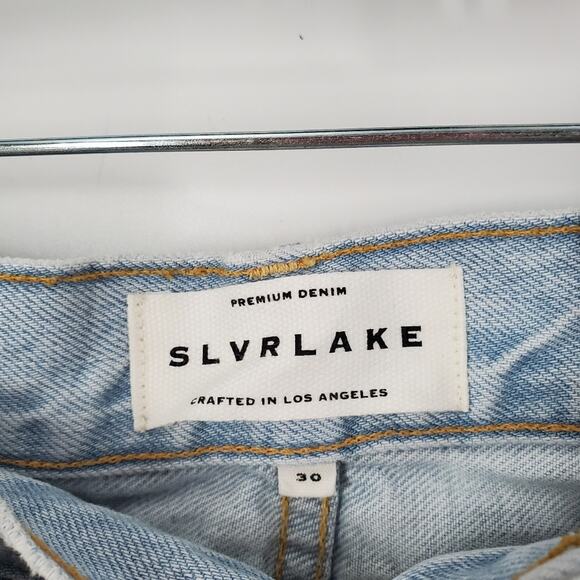 PREMIUM DENIM
SLVRLAKE
CRAFTED IN LOS ANGELES
30